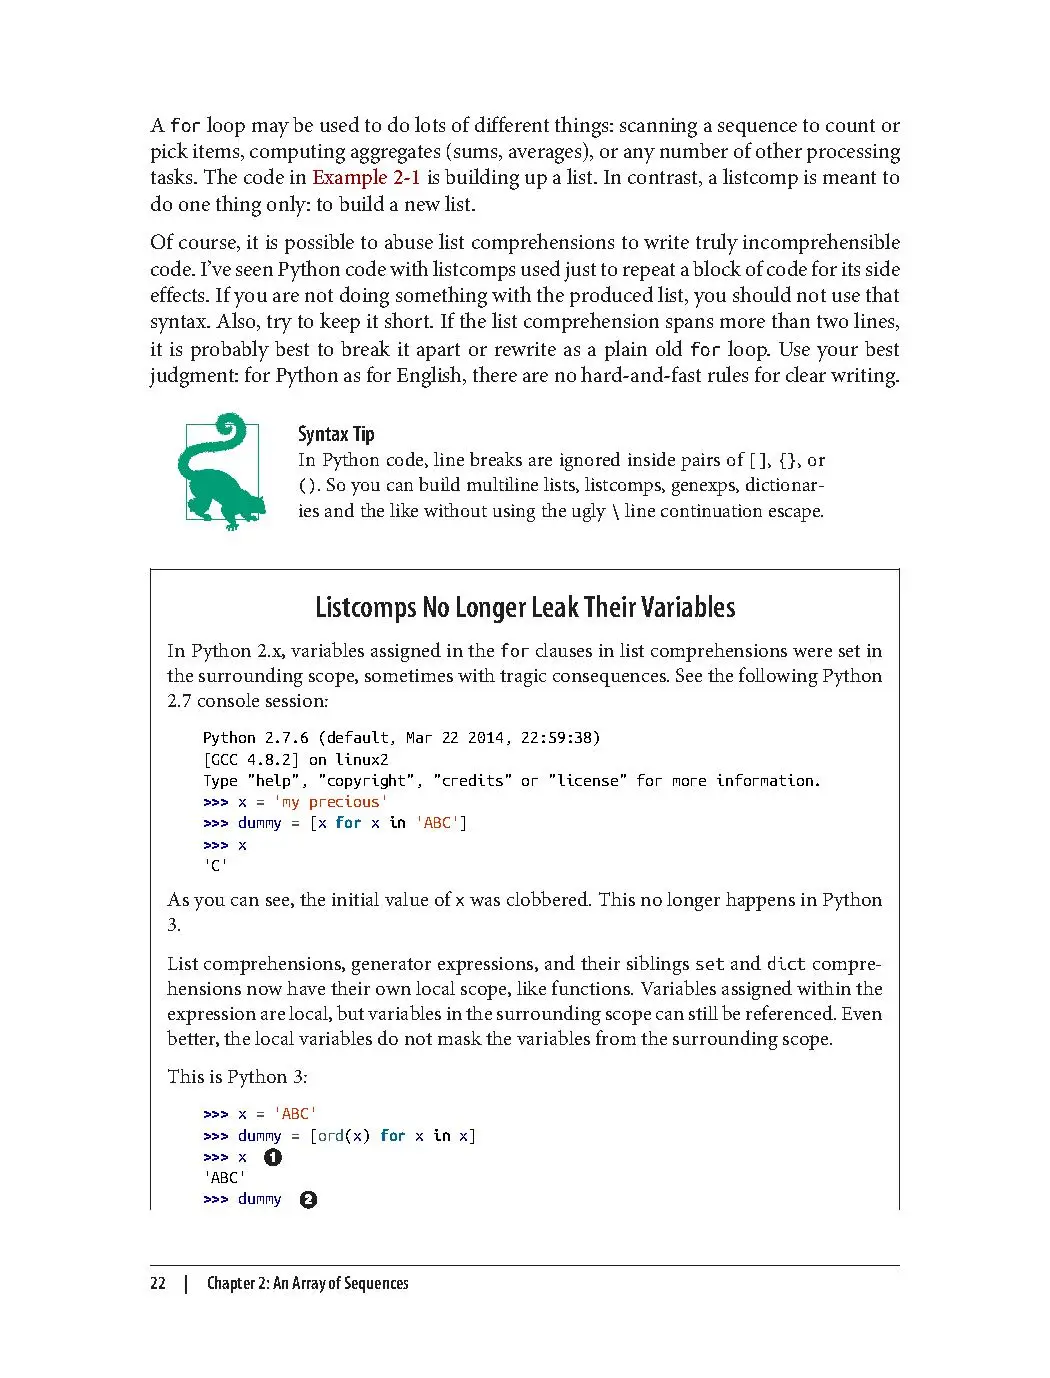 A for loop may be used to do lots of different things: scanning a sequence to count or
pick items, computing aggregates (sums, averages), or any number of other processing
tasks. The code in Example 2-1 is building up a list. In contrast, a listcomp is meant to
do one thing only: to build a new list.
Of course, it is possible to abuse list comprehensions to write truly incomprehensible
code. I’ve seen Python code with listcomps used just to repeat a block of code for its side
effects. If you are not doing something with the produced list, you should not use that
syntax. Also, try to keep it short. If the list comprehension spans more than two lines,
it is probably best to break it apart or rewrite as a plain old for loop. Use your best
judgment: for Python as for English, there are no hard-and-fast rules for clear writing.
Syntax Tip
In Python code, line breaks are ignored inside pairs of [], {}, or
(). So you can build multiline lists, listcomps, genexps, dictionar-
ies and the like without using the ugly \ line continuation escape.
Listcomps No Longer Leak Their Variables
In Python 2.x, variables assigned in the for clauses in list comprehensions were set in
the surrounding scope, sometimes with tragic consequences. See the following Python
2.7 console session:
Python 2.7.6 (default, Mar 22 2014, 22:59:38)
[GCC 4.8.2] on linux2
Type "help", "copyright", "credits" or "license" for more information.
>>> x = 'my precious'
>>> dummy = [x for x in 'ABC']
>>> x
'C'
As you can see, the initial value of x was clobbered. This no longer happens in Python
3.
List comprehensions, generator expressions, and their siblings set and dict compre-
hensions now have their own local scope, like functions. Variables assigned within the
expression are local, but variables in the surrounding scope can still be referenced. Even
better, the local variables do not mask the variables from the surrounding scope.
This is Python 3:
>>> x = 'ABC'
>>> dummy = [ord(x) for x in x]
>>> x ❶
'ABC'
>>> dummy ❷
22 | Chapter 2: An Array of Sequences